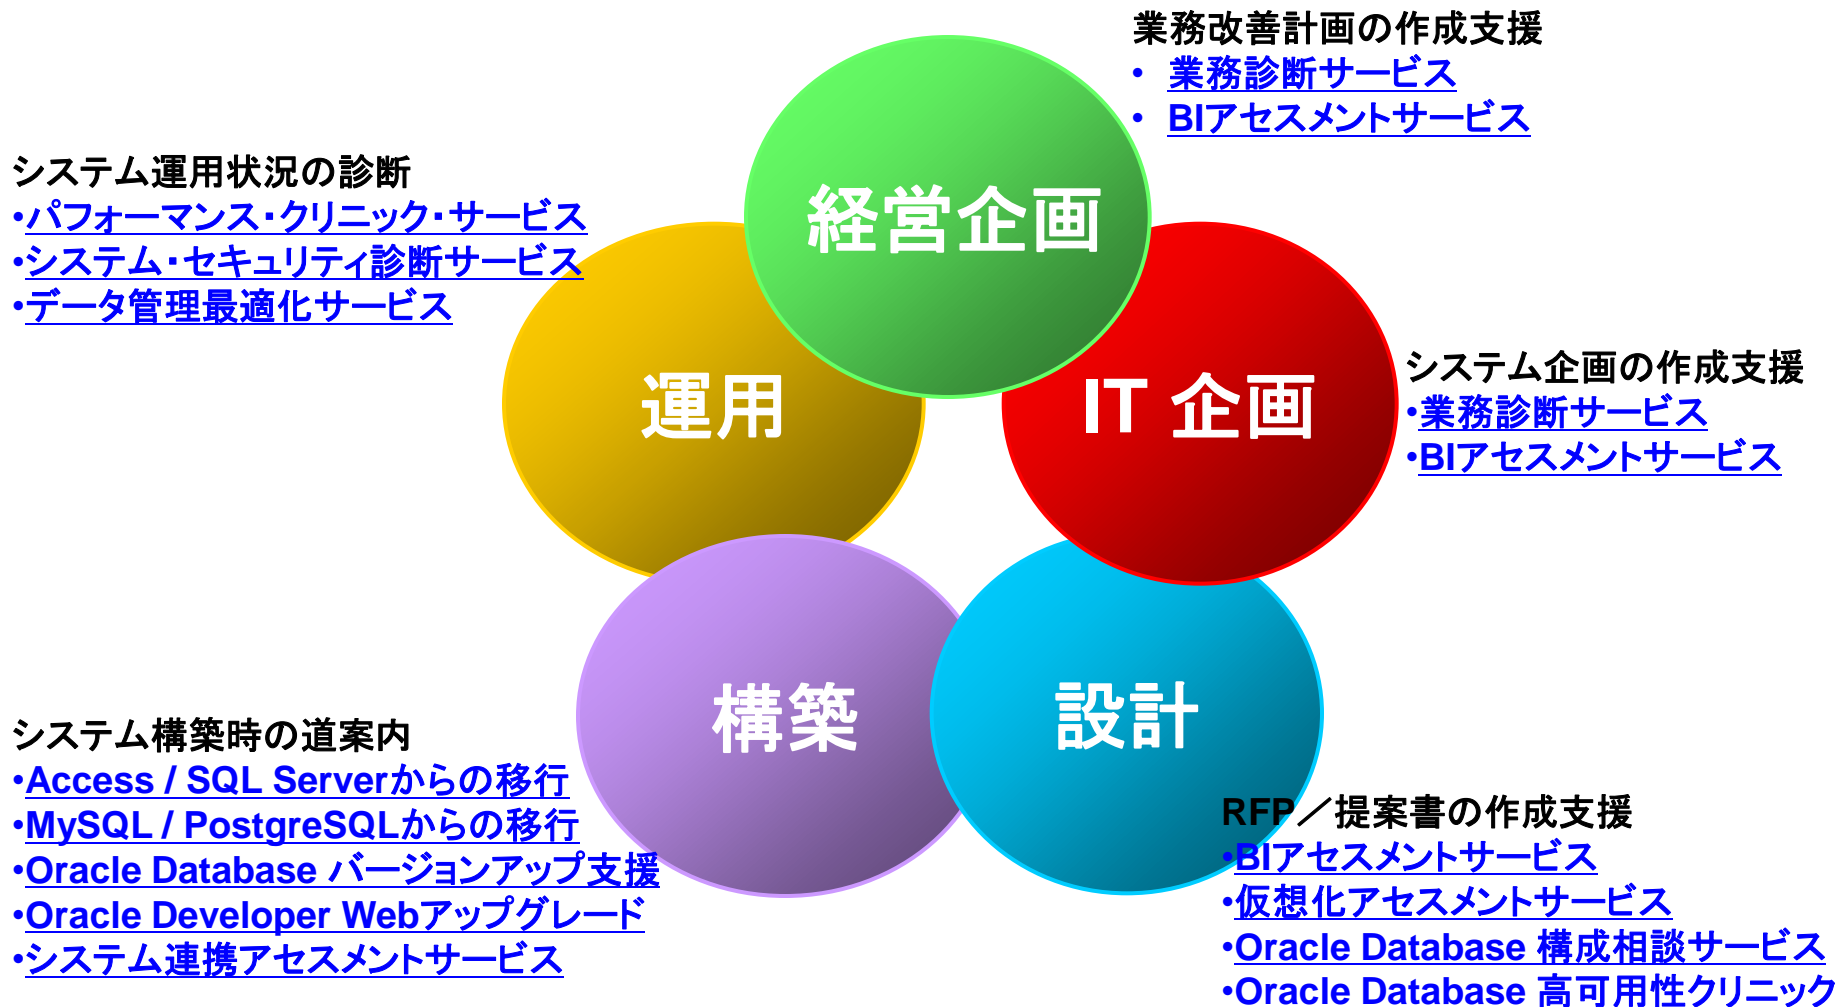 業務改善計画の作成支援
• 業務診断サービス
• BIアセスメントサービス
経営企画
システム運用状況の診断
•パフォーマンス・クリニック・サービス
•システム・セキュリティ診断サービス
•データ管理最適化サービス
運用
IT 企画
システム企画の作成支援
•業務診断サービス
•BIアセスメントサービス
構築
設計
システム構築時の道案内
•Access / SQL Serverからの移行
•MySQL / PostgreSQLからの移行
•Oracle Database バージョンアップ支援
•Oracle Developer Webアップグレード
•システム連携アセスメントサービス
RFP／提案書の作成支援
•BIアセスメントサービス
•仮想化アセスメントサービス
•Oracle Database 構成相談サービス
•Oracle Database 高可用性クリニック